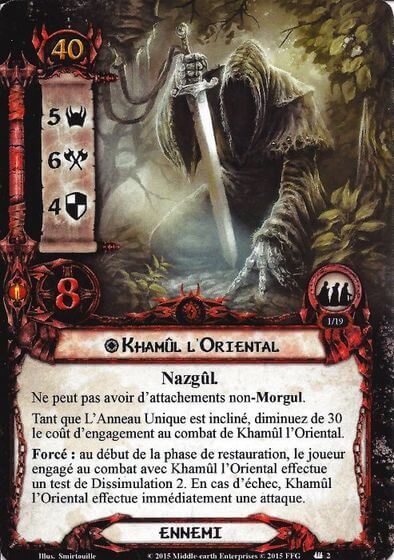 40
5
6
4
8
1/19
Khamûl l'Oriental
Nazgûl.
Ne peut pas avoir d'attachements non-Morgul.
Tant que L'Anneau Unique est incliné, diminuez de 30
le coût d'engagement au combat de Khamûl l'Oriental.
Forcé : au début de la phase de restauration, le joueur
engagé au combat avec Khamûl l'Oriental effectue
un test de Dissimulation 2. En cas d'échec, Khamûl
l'Oriental effectue immédiatement une attaque.
ENNEMI
Illus. Smirtouille © 2015 Middle-earth Enterprises © 2015 FFG 2